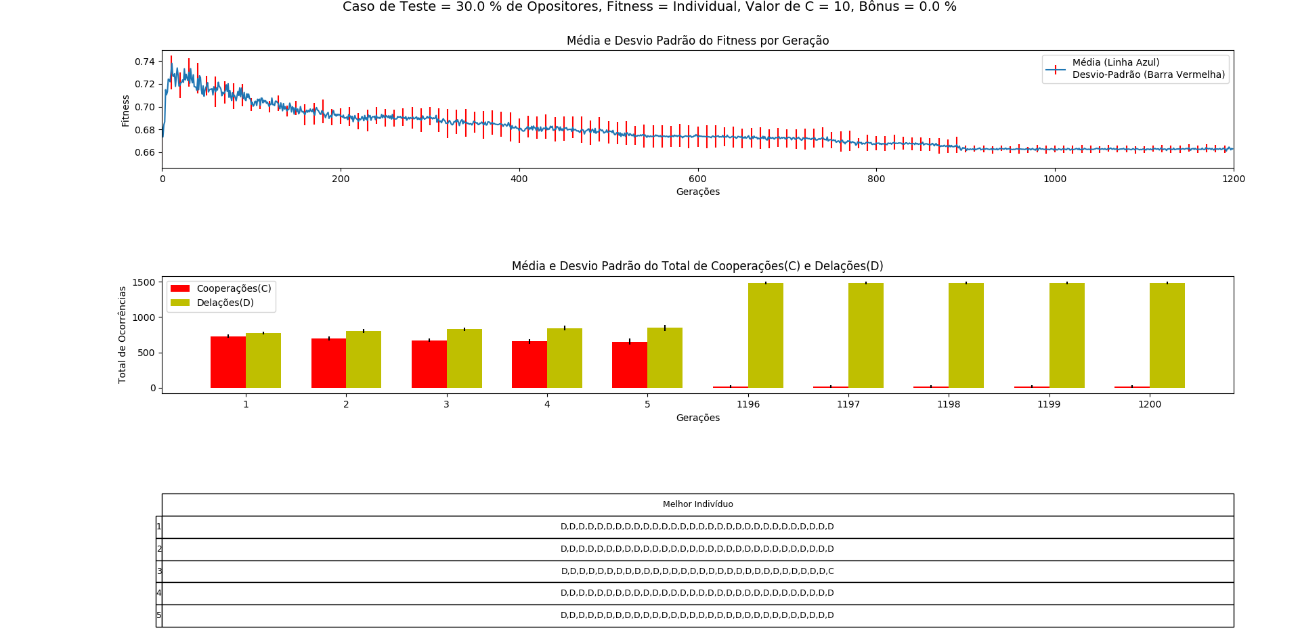 Caso de Teste = 30.0 % de Opositores, Fitness = Individual, Valor de C = 10, Bônus = 0.0 %
Média e Desvio Padrão do Fitness por Geração
Média (Linha Azul)
Desvio-Padrão (Barra Vermelha)
Fitness
0.74
0.72
0.70
0.68
0.66
0 200 400 600 800 1000 1200
Gerações
Média e Desvio Padrão do Total de Cooperações(C) e Delações(D)
Cooperações(C)
Delações(D)
Total de Ocorrências
1500
1000
500
0
1 2 3 4 5 1196 1197 1198 1199 1200
Gerações
Melhor Indivíduo
1 D,D,D,D,D,D,D,D,D,D,D,D,D,D,D,D,D,D,D,D,D,D,D,D,D,D,D,D,D,D
2 D,D,D,D,D,D,D,D,D,D,D,D,D,D,D,D,D,D,D,D,D,D,D,D,D,D,D,D,D,D
3 D,D,D,D,D,D,D,D,D,D,D,D,D,D,D,D,D,D,D,D,D,D,D,D,D,D,D,D,D,C
4 D,D,D,D,D,D,D,D,D,D,D,D,D,D,D,D,D,D,D,D,D,D,D,D,D,D,D,D,D,D
5 D,D,D,D,D,D,D,D,D,D,D,D,D,D,D,D,D,D,D,D,D,D,D,D,D,D,D,D,D,D